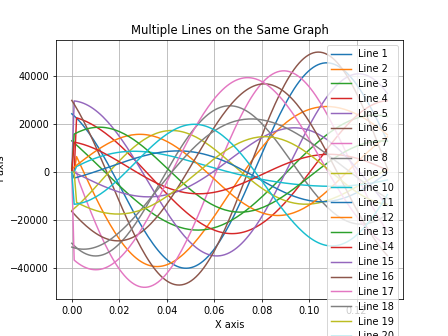 Multiple Lines on the Same Graph
40000
20000
0
−20000
−40000
0.00
0.02
0.04
0.06
0.08
0.10
X axis
Line 1
Line 2
Line 3
Line 4
Line 5
Line 6
Line 7
Line 8
Line 9
Line 10
Line 11
Line 12
Line 13
Line 14
Line 15
Line 16
Line 17
Line 18
Line 19
Line 20